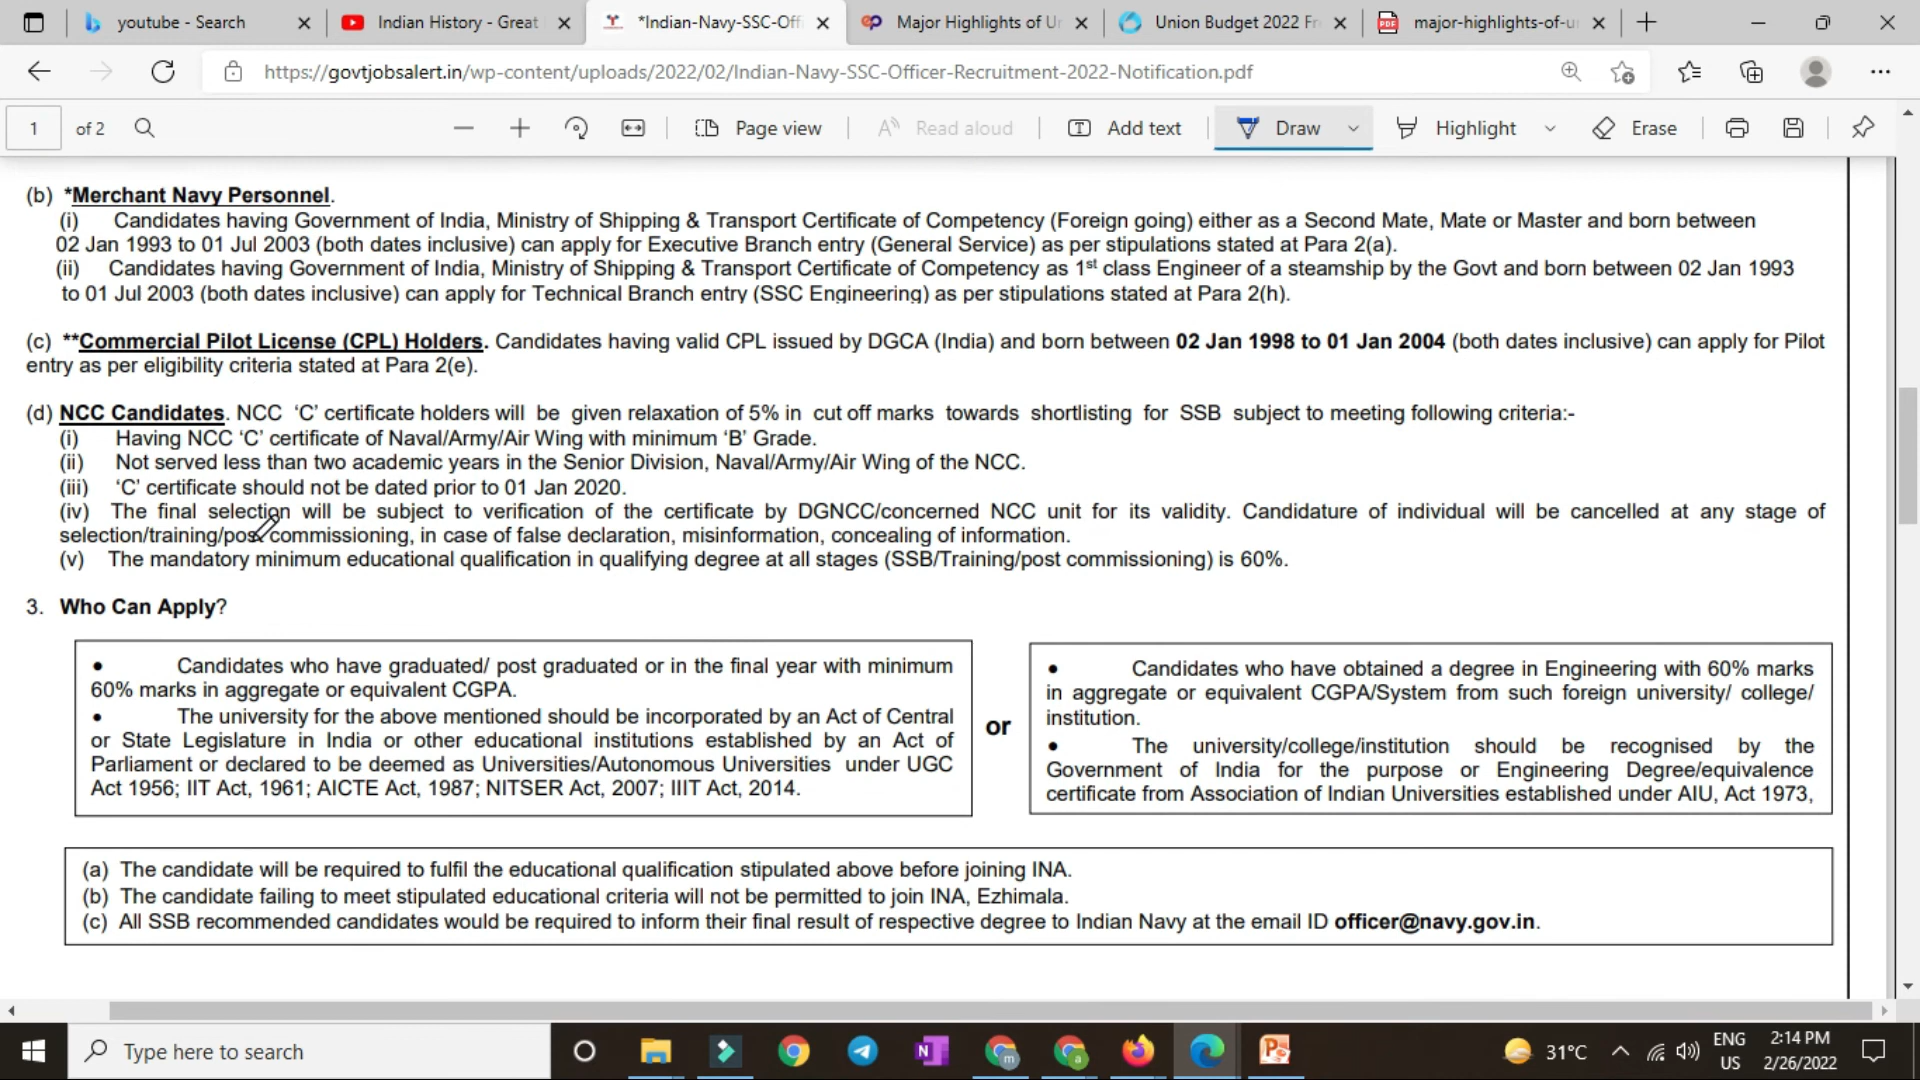 youtube - Search
Indian History - Great
*Indian-Navy-SSC-Off
Major Highlights of Un
Union Budget 2022 Fr
major-highlights-of-u
https://govtjobsalert.in/wp-content/uploads/2022/02/Indian-Navy-SSC-Officer-Recruitment-2022-Notification.pdf
1 of 2
Page view
Read aloud
Add text
Draw
Highlight
Erase
(b) *Merchant Navy Personnel.
(i) Candidates having Government of India, Ministry of Shipping & Transport Certificate of Competency (Foreign going) either as a Second Mate, Mate or Master and born between
02 Jan 1993 to 01 Jul 2003 (both dates inclusive) can apply for Executive Branch entry (General Service) as per stipulations stated at Para 2(a).
(ii) Candidates having Government of India, Ministry of Shipping & Transport Certificate of Competency as 1st class Engineer of a steamship by the Govt and born between 02 Jan 1993
to 01 Jul 2003 (both dates inclusive) can apply for Technical Branch entry (SSC Engineering) as per stipulations stated at Para 2(h).
(c) **Commercial Pilot License (CPL) Holders. Candidates having valid CPL issued by DGCA (India) and born between 02 Jan 1998 to 01 Jan 2004 (both dates inclusive) can apply for Pilot
entry as per eligibility criteria stated at Para 2(e).
(d) NCC Candidates. NCC ‘C’ certificate holders will be given relaxation of 5% in cut off marks towards shortlisting for SSB subject to meeting following criteria:-
(i) Having NCC ‘C’ certificate of Naval/Army/Air Wing with minimum ‘B’ Grade.
(ii) Not served less than two academic years in the Senior Division, Naval/Army/Air Wing of the NCC.
(iii) ‘C’ certificate should not be dated prior to 01 Jan 2020.
(iv) The final selection will be subject to verification of the certificate by DGNCC/concerned NCC unit for its validity. Candidature of individual will be cancelled at any stage of
selection/training/post commissioning, in case of false declaration, misinformation, concealing of information.
(v) The mandatory minimum educational qualification in qualifying degree at all stages (SSB/Training/post commissioning) is 60%.
3. Who Can Apply?
• Candidates who have graduated/ post graduated or in the final year with minimum
60% marks in aggregate or equivalent CGPA.
• The university for the above mentioned should be incorporated by an Act of Central
or State Legislature in India or other educational institutions established by an Act of
Parliament or declared to be deemed as Universities/Autonomous Universities under UGC
Act 1956; IIT Act, 1961; AICTE Act, 1987; NITSER Act, 2007; IIIT Act, 2014.
or
• Candidates who have obtained a degree in Engineering with 60% marks
in aggregate or equivalent CGPA/System from such foreign university/ college/
institution.
• The university/college/institution should be recognised by the
Government of India for the purpose or Engineering Degree/equivalence
certificate from Association of Indian Universities established under AIU, Act 1973,
(a) The candidate will be required to fulfil the educational qualification stipulated above before joining INA.
(b) The candidate failing to meet stipulated educational criteria will not be permitted to join INA, Ezhimala.
(c) All SSB recommended candidates would be required to inform their final result of respective degree to Indian Navy at the email ID officer@navy.gov.in.
Type here to search
31°C
ENG
US
2:14 PM
2/26/2022